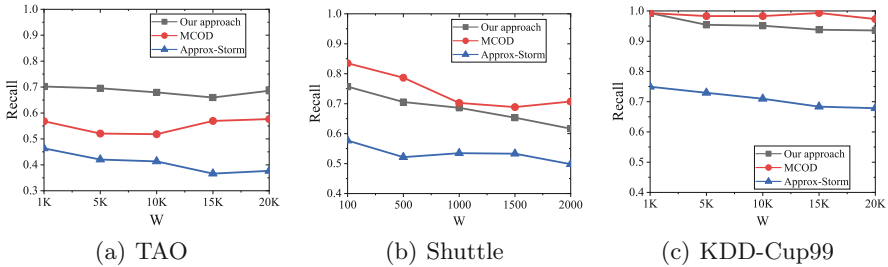 1.0
0.9
0.8
0.7
0.6
0.5
0.4
0.3
Recall
Our approach
MCOD
Approx-Storm
1K 5K 10K 15K 20K
W
(a) TAO
1.0
0.9
0.8
0.7
0.6
0.5
0.4
Recall
Our approach
MCOD
Approx-Storm
100 500 1000 1500 2000
W
(b) Shuttle
1.0
0.9
0.8
0.7
0.6
0.5
0.4
Recall
Our approach
MCOD
Approx-Storm
1K 5K 10K 15K 20K
W
(c) KDD-Cup99